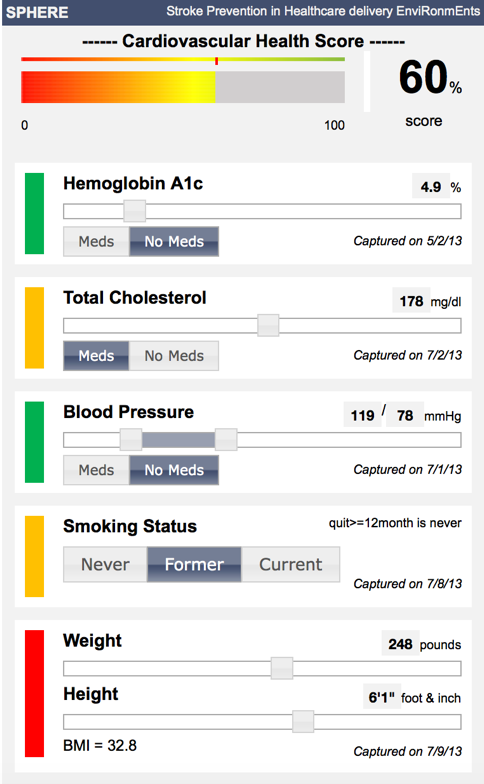 SPHERE Stroke Prevention in Healthcare delivery EnviRonmEnts
------ Cardiovascular Health Score ------
60%
score
0 100
Hemoglobin A1c 4.9 %
Meds No Meds Captured on 5/2/13
Total Cholesterol 178 mg/dl
Meds No Meds Captured on 7/2/13
Blood Pressure 119 / 78 mmHg
Meds No Meds Captured on 7/1/13
Smoking Status quit>=12month is never
Never Former Current
Captured on 7/8/13
Weight 248 pounds
Height 6'1" foot & inch
BMI = 32.8 Captured on 7/9/13